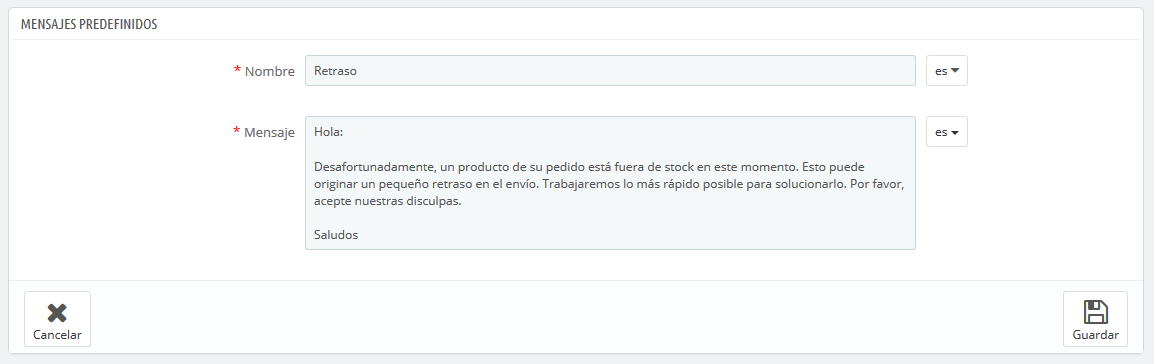 MENSAJES PREDEFINIDOS
* Nombre
Retraso
es
* Mensaje
Hola:
Desafortunadamente, un producto de su pedido está fuera de stock en este momento. Esto puede
originar un pequeño retraso en el envío. Trabajaremos lo más rápido posible para solucionarlo. Por favor,
acepte nuestras disculpas.
Saludos
es
Cancelar
Guardar